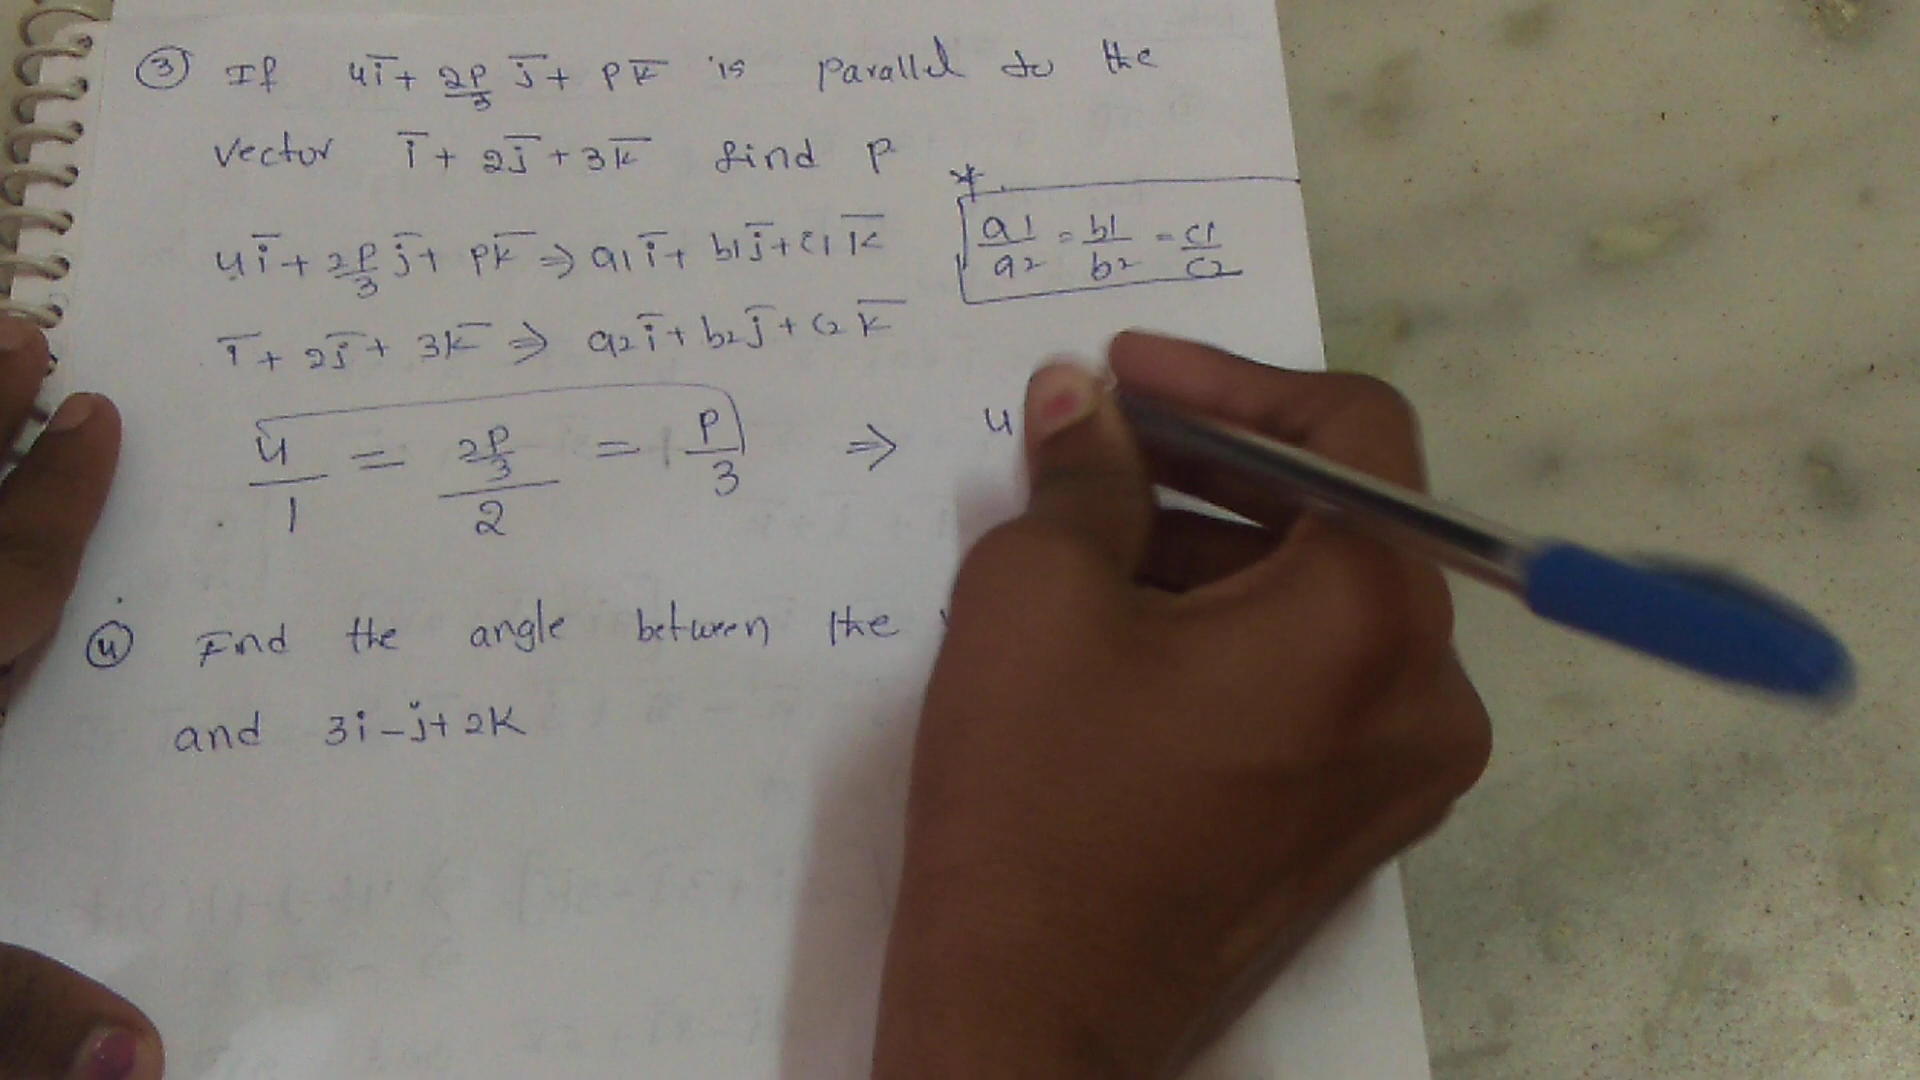 ③ If 4i̅ + 2p/3 j̅ + pk̅ is parallel to the
vector i̅ + 2j̅ + 3k̅ find P
*
4i̅ + 2p/3 j̅ + pk̅ ⇒ a1i̅ + b1j̅ + c1k̅
a1/a2 = b1/b2 = c1/c2
i̅ + 2j̅ + 3k̅ ⇒ a2i̅ + b2j̅ + c2k̅
4/1 = 2p/3/2 = p/3 ⇒ 4
④ Find the angle between the
and 3i-j+2k